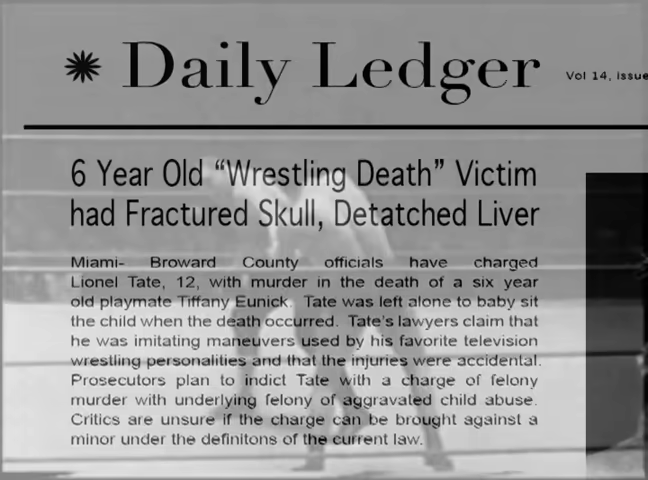 Daily Ledger
Vol 14, issue
6 Year Old “Wrestling Death” Victim
had Fractured Skull, Detatched Liver
Miami- Broward County officials have charged
Lionel Tate, 12, with murder in the death of a six year
old playmate Tiffany Eunick. Tate was left alone to baby sit
the child when the death occurred. Tate's lawyers claim that
he was imitating maneuvers used by his favorite television
wrestling personalities and that the injuries were accidental.
Prosecutors plan to indict Tate with a charge of felony
murder with underlying felony of aggravated child abuse.
Critics are unsure if the charge can be brought against a
minor under the definitons of the current law.